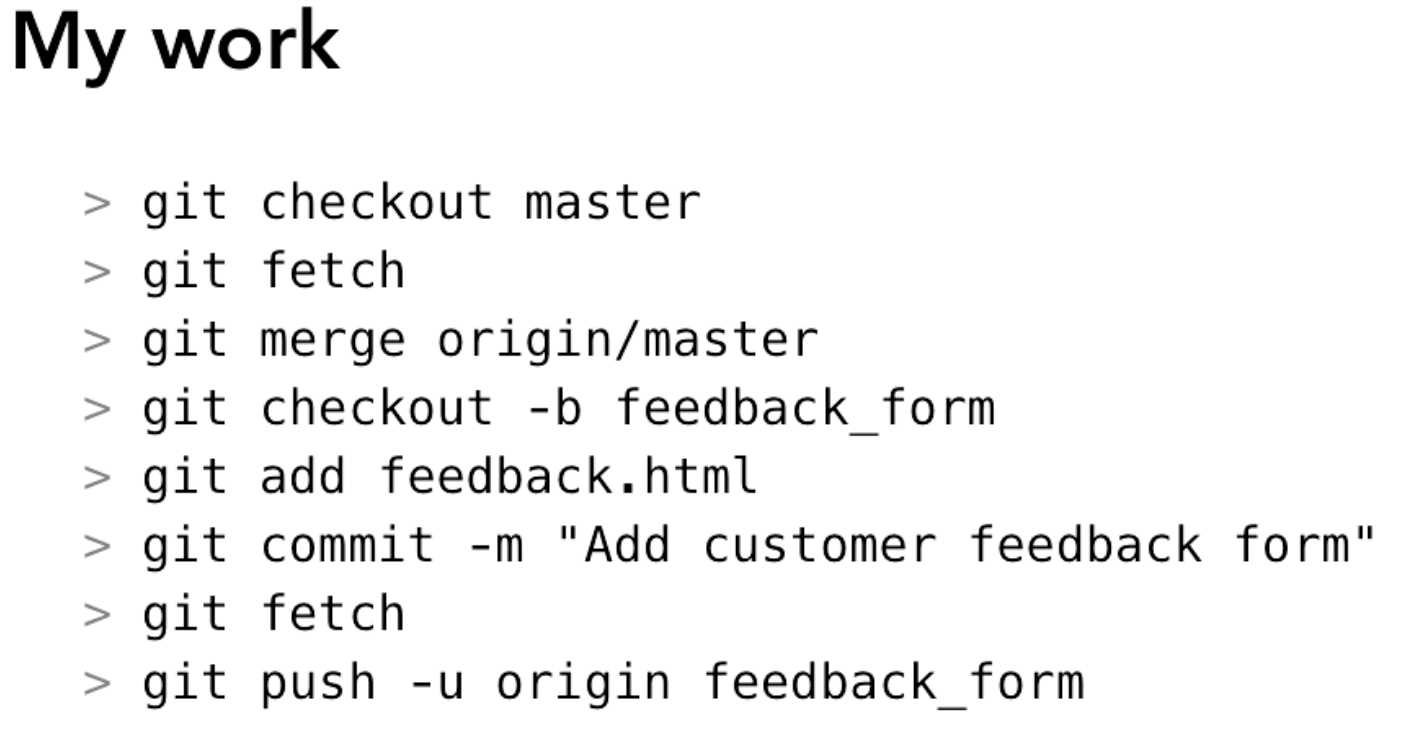 My work
> git checkout master
> git fetch
> git merge origin/master
> git checkout -b feedback_form
> git add feedback.html
> git commit -m "Add customer feedback form"
> git fetch
> git push -u origin feedback_form